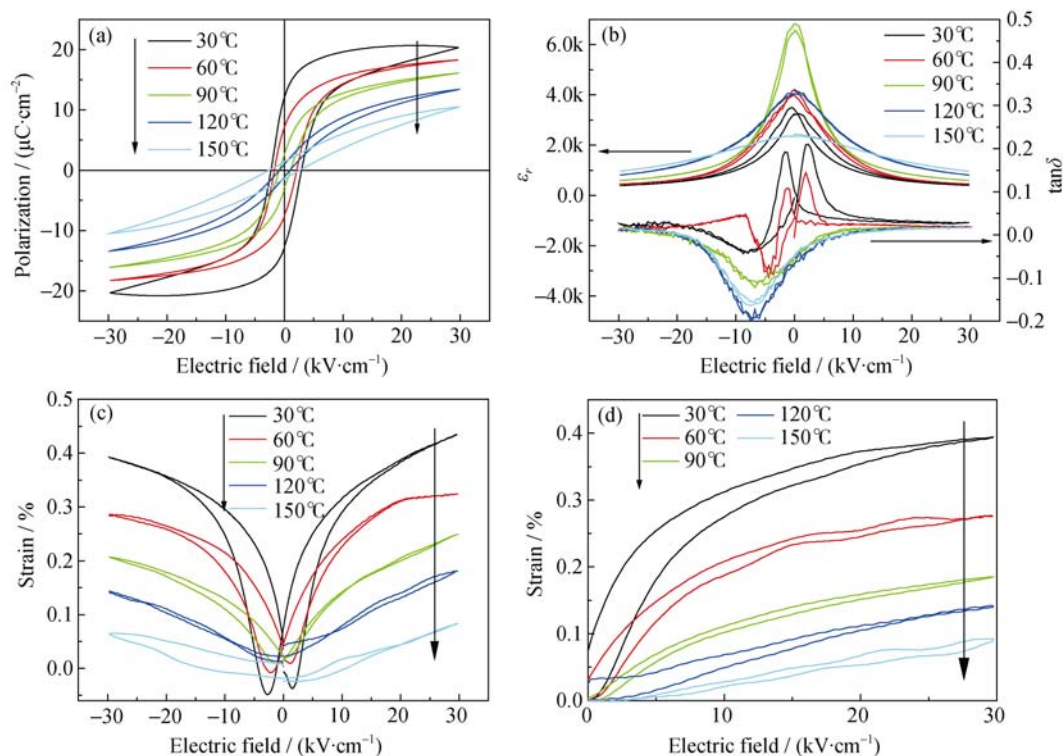 (a)
30℃
60℃
90℃
120℃
150℃
20
10
0
−10
−20
Polarization / (μC·cm⁻²)
−30 −20 −10 0 10 20 30
Electric field / (kV·cm⁻¹)
(b)
30℃
60℃
90℃
120℃
150℃
6.0k
4.0k
2.0k
0.0
−2.0k
−4.0k
εr
0.5
0.4
0.3
0.2
0.1
0.0
−0.1
−0.2
tanδ
−30 −20 −10 0 10 20 30
Electric field / (kV·cm⁻¹)
(c)
30℃
60℃
90℃
120℃
150℃
0.5
0.4
0.3
0.2
0.1
0.0
Strain / %
−30 −20 −10 0 10 20 30
Electric field / (kV·cm⁻¹)
(d)
30℃ 120℃
60℃ 150℃
90℃
0.4
0.3
0.2
0.1
0.0
Strain / %
0 10 20 30
Electric field / (kV·cm⁻¹)